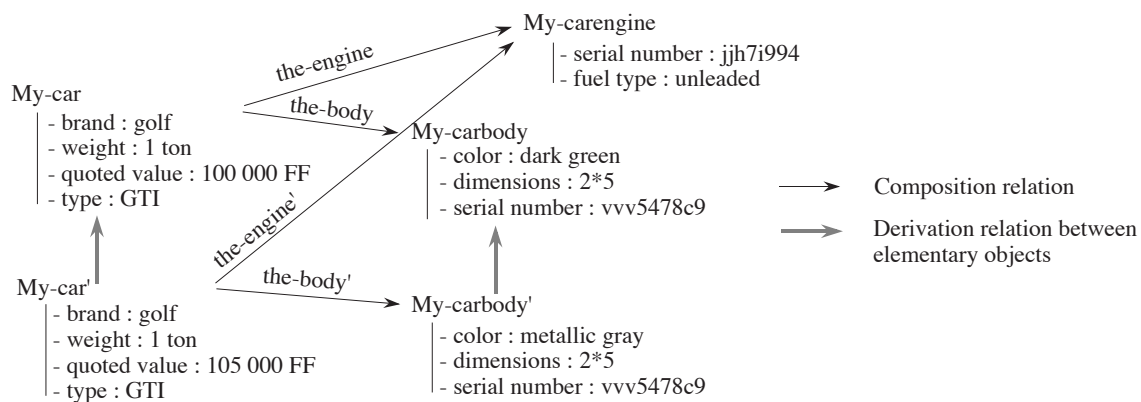 My-carengine
- serial number : jjh7i994
- fuel type : unleaded
the-engine
My-car
- brand : golf
- weight : 1 ton
- quoted value : 100 000 FF
- type : GTI
the-body
My-carbody
- color : dark green
- dimensions : 2*5
- serial number : vvv5478c9
Composition relation
Derivation relation between
elementary objects
the-engine'
My-car'
- brand : golf
- weight : 1 ton
- quoted value : 105 000 FF
- type : GTI
the-body'
My-carbody'
- color : metallic gray
- dimensions : 2*5
- serial number : vvv5478c9